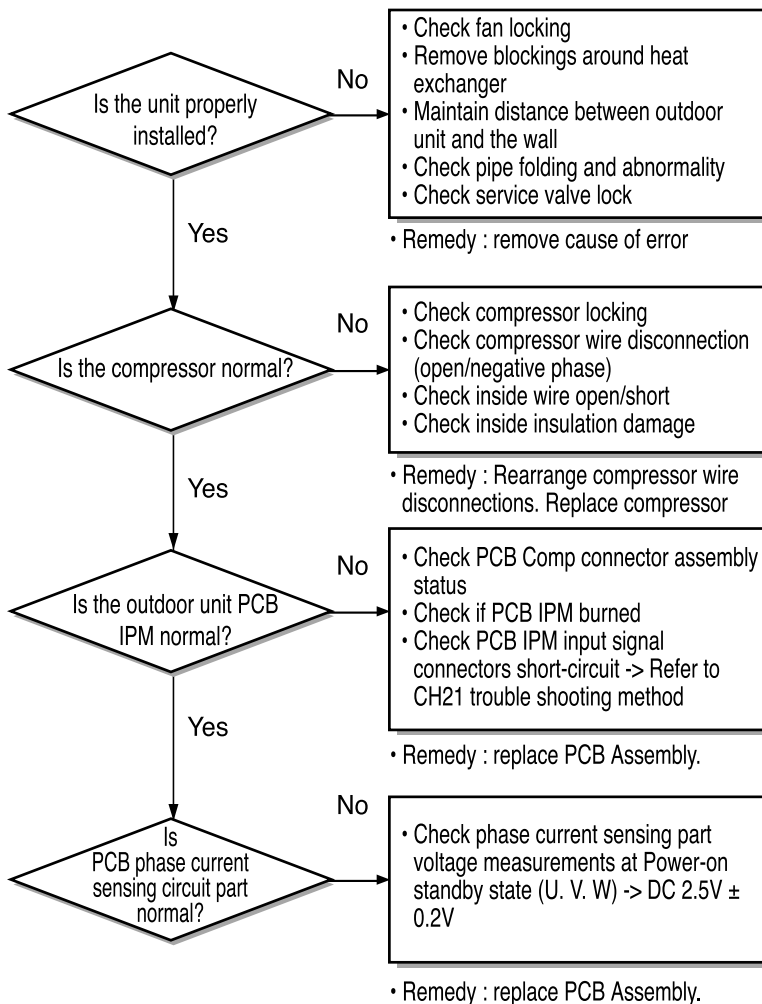 Is the unit properly
installed?
No
• Check fan locking
• Remove blockings around heat
exchanger
• Maintain distance between outdoor
unit and the wall
• Check pipe folding and abnormality
• Check service valve lock
• Remedy : remove cause of error
Yes
Is the compressor normal?
No
• Check compressor locking
• Check compressor wire disconnection
(open/negative phase)
• Check inside wire open/short
• Check inside insulation damage
• Remedy : Rearrange compressor wire
disconnections. Replace compressor
Yes
Is the outdoor unit PCB
IPM normal?
No
• Check PCB Comp connector assembly
status
• Check if PCB IPM burned
• Check PCB IPM input signal
connectors short-circuit -> Refer to
CH21 trouble shooting method
• Remedy : replace PCB Assembly.
Yes
Is
PCB phase current
sensing circuit part
normal?
No
• Check phase current sensing part
voltage measurements at Power-on
standby state (U. V. W) -> DC 2.5V ±
0.2V
• Remedy : replace PCB Assembly.